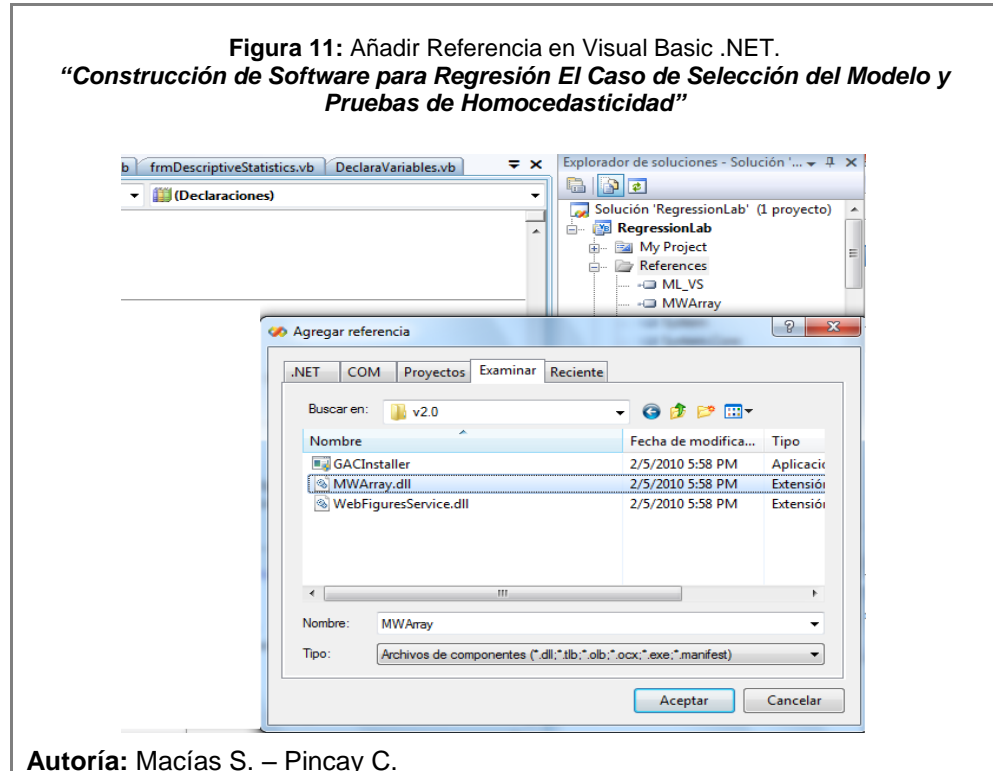 Figura 11: Añadir Referencia en Visual Basic .NET.
“Construcción de Software para Regresión El Caso de Selección del Modelo y
Pruebas de Homocedasticidad”
b frmDescriptiveStatistics.vb DeclaraVariables.vb
Explorador de soluciones - Solución '...
(Declaraciones)
Solución 'RegressionLab' (1 proyecto)
RegressionLab
My Project
References
ML_VS
MWArray
Agregar referencia
.NET COM Proyectos Examinar Reciente
Buscar en: v2.0
Nombre Fecha de modifica... Tipo
GACInstaller 2/5/2010 5:58 PM Aplicació
MWArray.dll 2/5/2010 5:58 PM Extensión
WebFiguresService.dll 2/5/2010 5:58 PM Extensión
Nombre: MWArray
Tipo: Archivos de componentes (*.dll;*.tlb;*.olb;*.ocx;*.exe;*.manifest)
Aceptar Cancelar
Autoría: Macías S. – Pincay C.